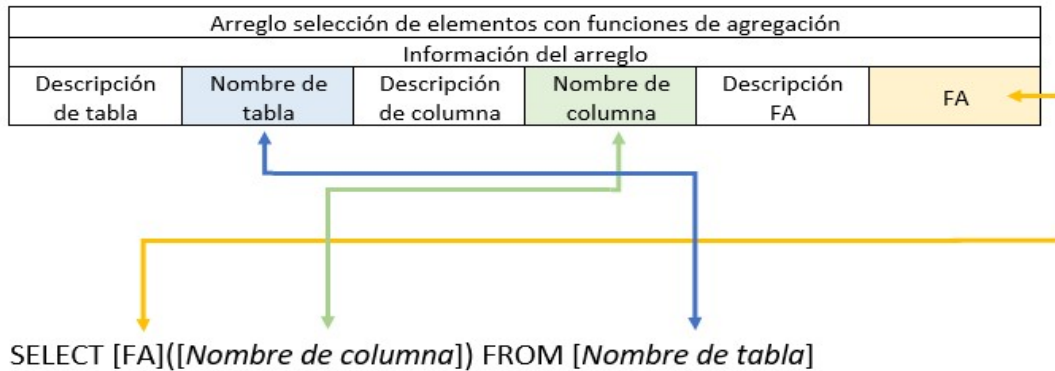 Arreglo selección de elementos con funciones de agregación
Información del arreglo
Descripción de tabla
Nombre de tabla
Descripción de columna
Nombre de columna
Descripción FA
FA
SELECT [FA]([Nombre de columna]) FROM [Nombre de tabla]